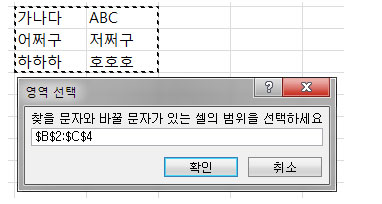 가나다 ABC
어쩌구 저쩌구
하하하 호호호
영역 선택
찾을 문자와 바꿀 문자가 있는 셀의 범위을 선택하세요
$B$2:$C$4
확인 취소